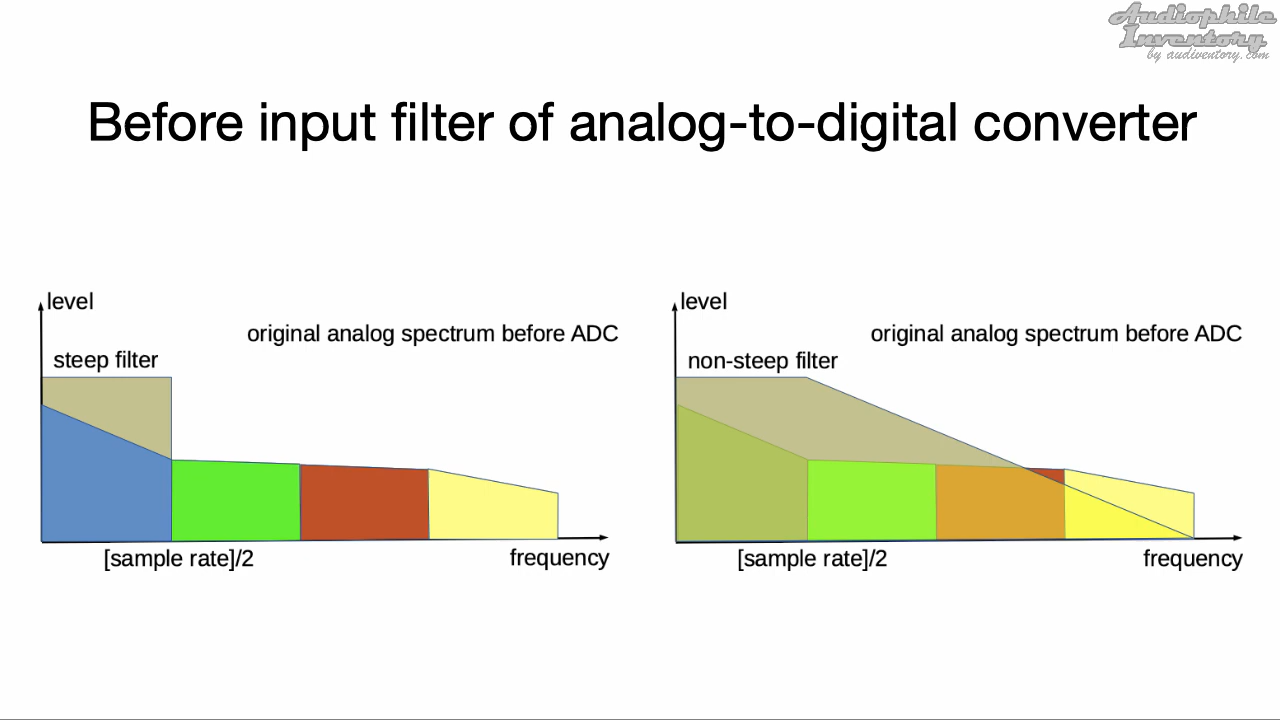 Audiophile
Inventory
by audiventory.com
Before input filter of analog-to-digital converter
level
original analog spectrum before ADC
steep filter
[sample rate]/2
frequency
level
original analog spectrum before ADC
non-steep filter
[sample rate]/2
frequency